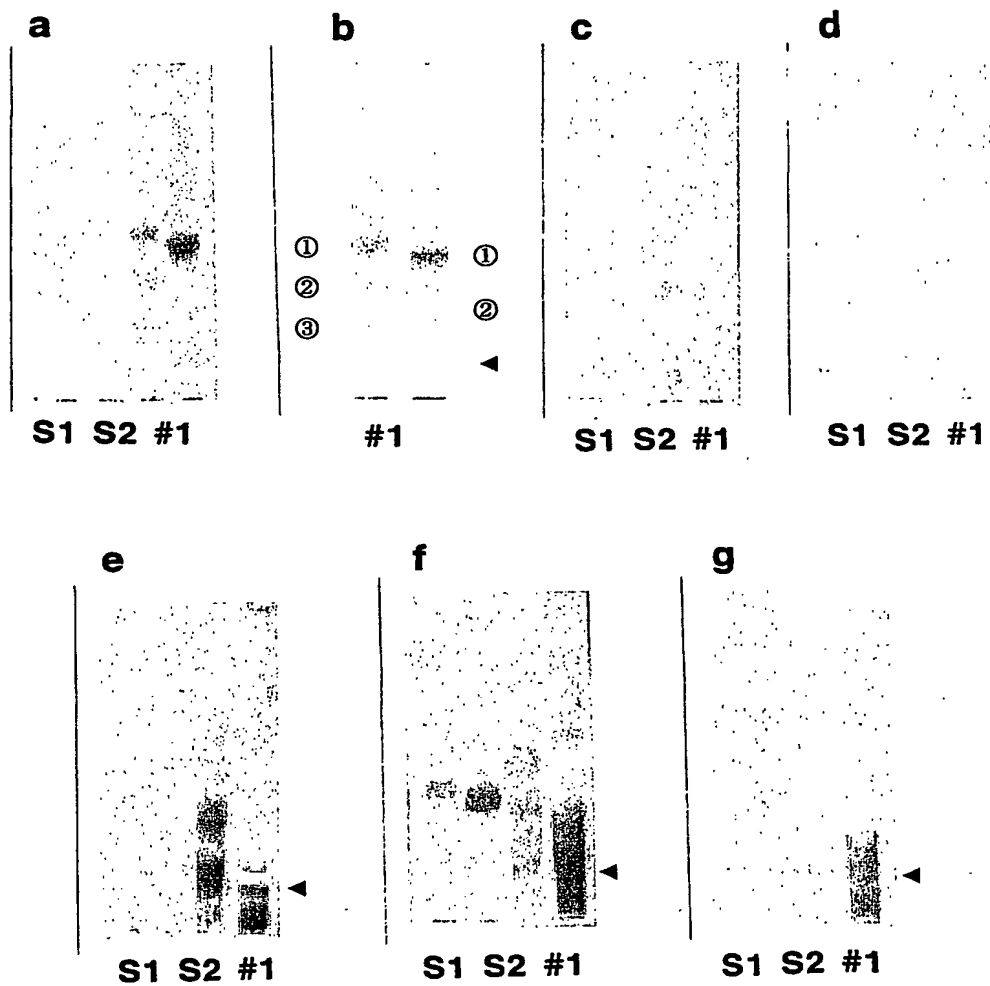 a b c d
① ①
② ②
③
◄
S1 S2 #1 #1 S1 S2 #1 S1 S2 #1
e f g
◄ ◄ ◄
S1 S2 #1 S1 S2 #1 S1 S2 #1